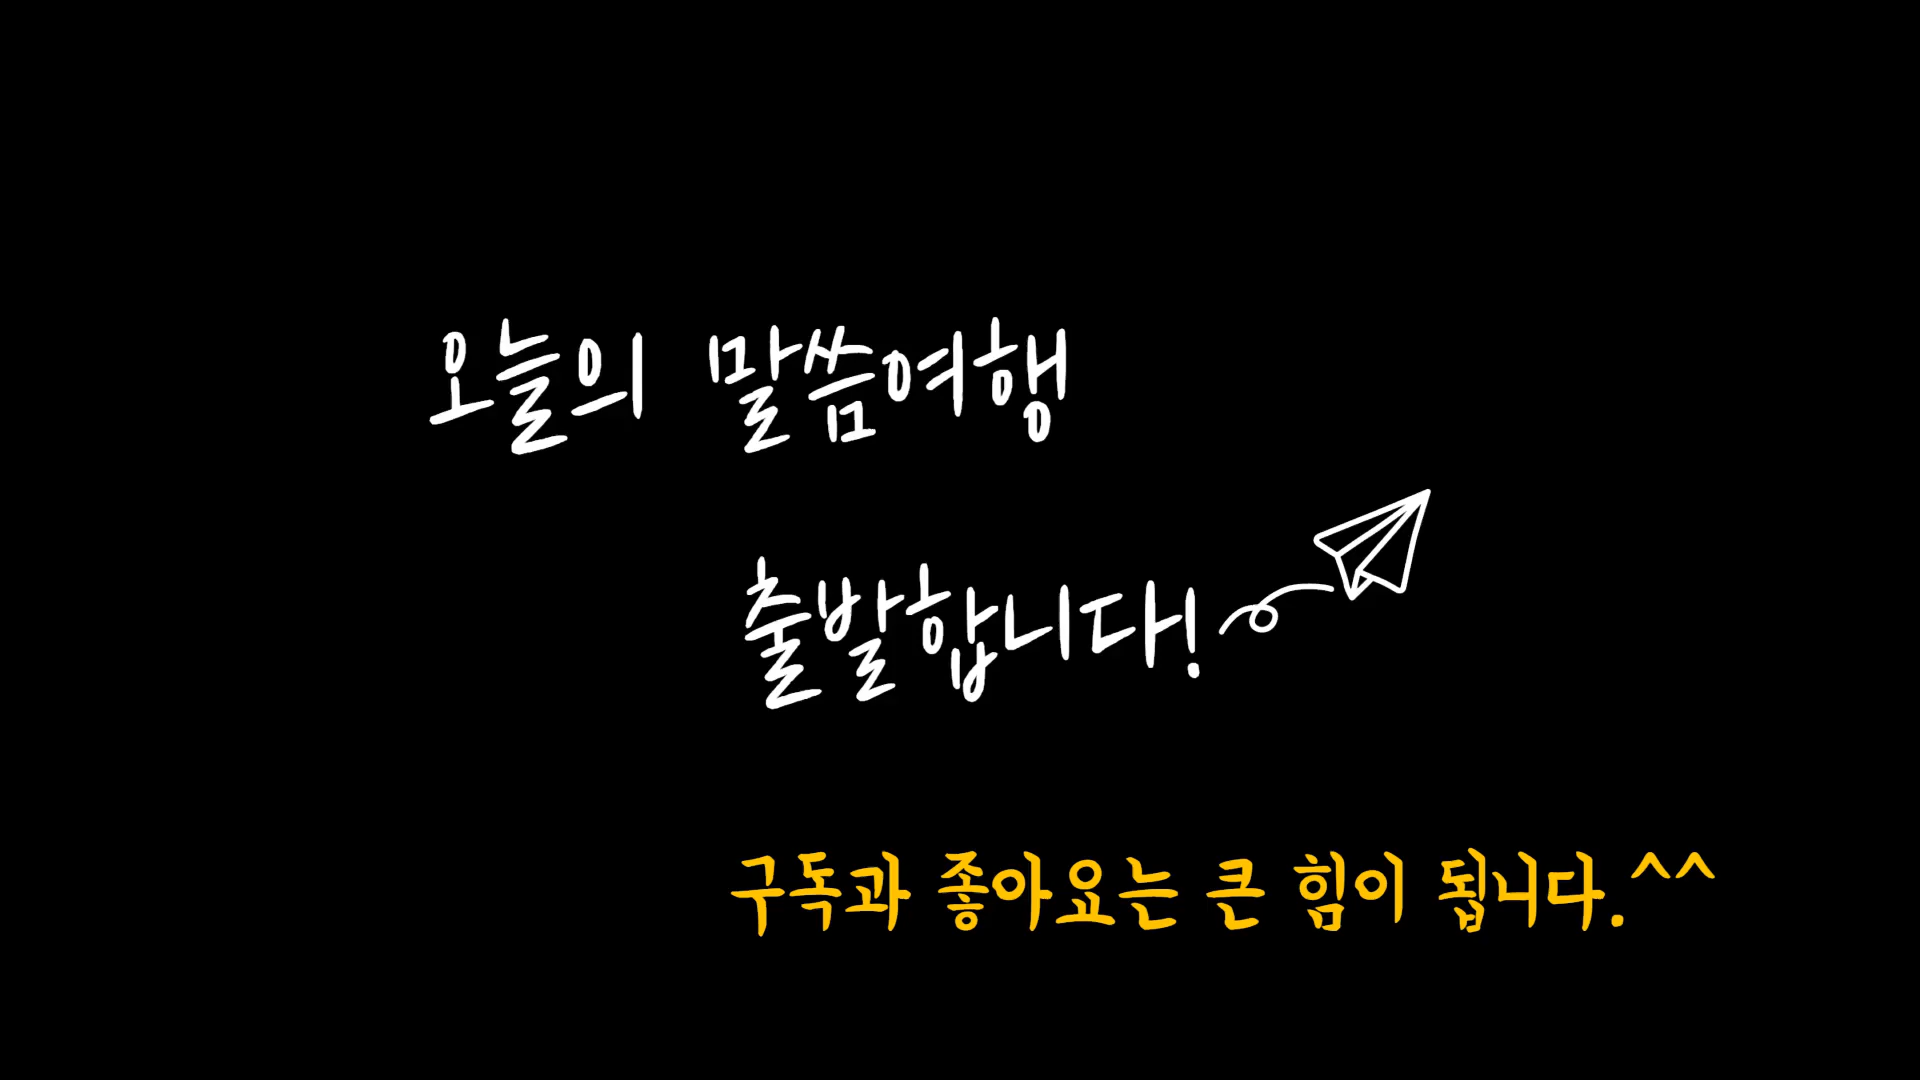 오늘의 말씀여행
출발합니다!
구독과 좋아요는 큰 힘이 됩니다.^^